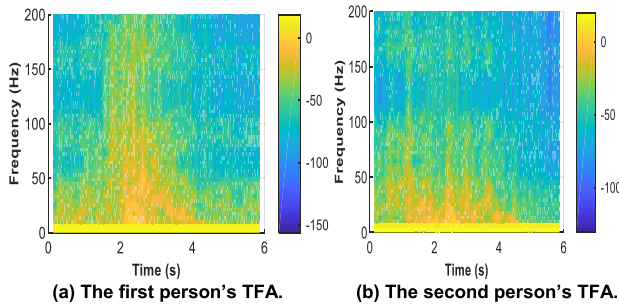 200
150
100
50
0
Frequency (Hz)
0 2 4 6
Time (s)
0
-50
-100
-150
(a) The first person's TFA.
200
150
100
50
0
Frequency (Hz)
0 2 4 6
Time (s)
0
-50
-100
(b) The second person's TFA.